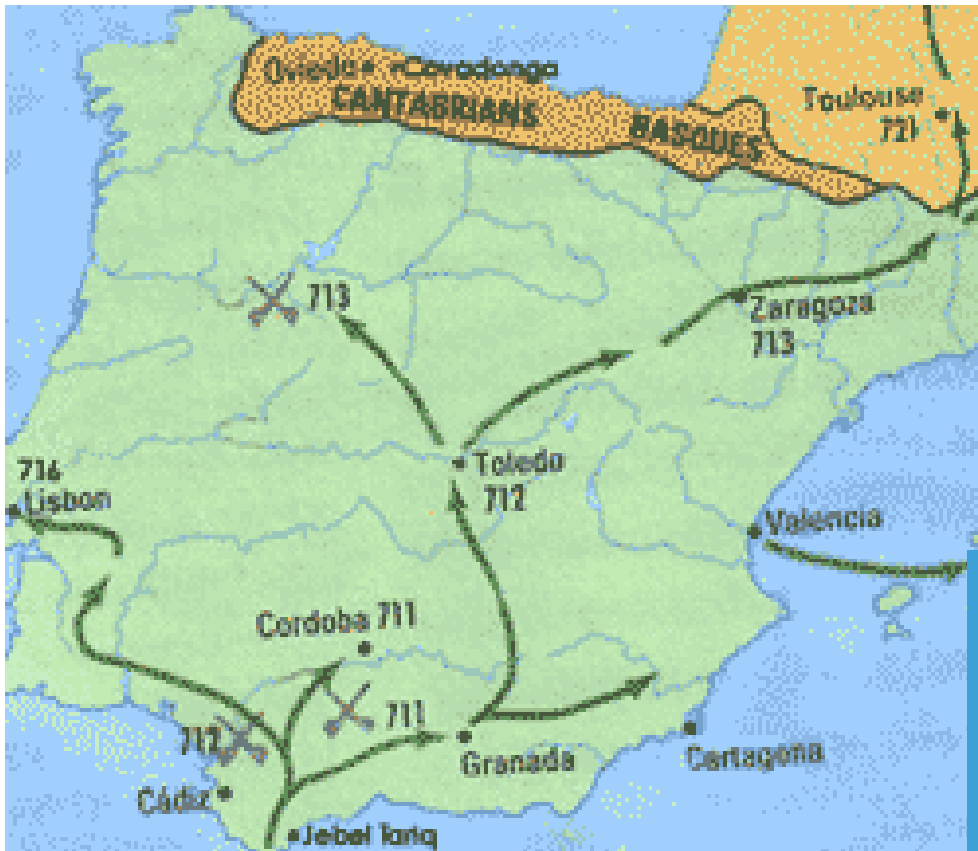 Oviedo Covadonga
CANTABRIANS
BASQUES
Toulouse
721
713
Zaragoza
713
Toledo
712
716
Lisbon
Valencia
Cordoba 711
711
712
Granada
Cartagena
Cádiz
Jebel Tariq